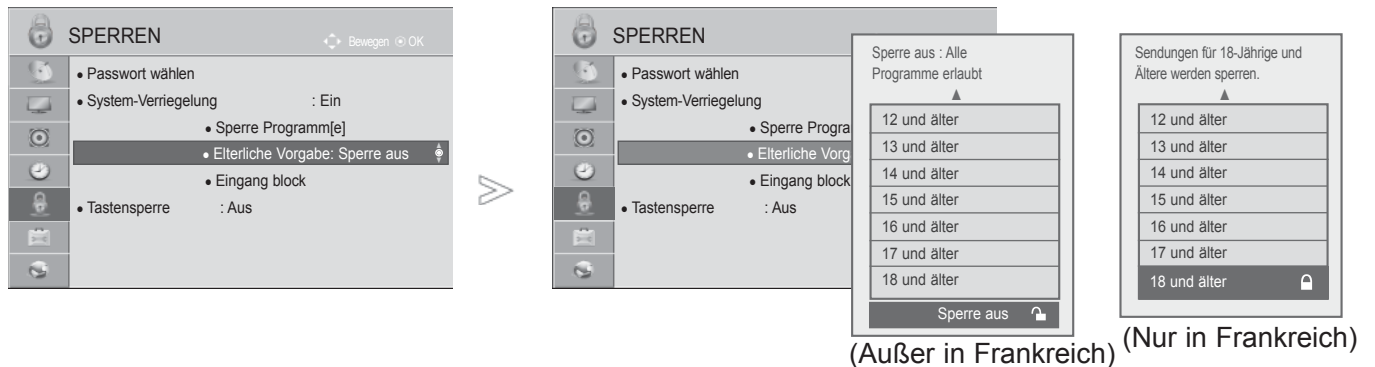 SPERREN
Bewegen OK
• Passwort wählen
• System-Verriegelung : Ein
• Sperre Programm[e]
• Elterliche Vorgabe: Sperre aus
• Eingang block
• Tastensperre : Aus
SPERREN
• Passwort wählen
• System-Verriegelung
• Sperre Progra
• Elterliche Vorg
• Eingang block
• Tastensperre : Aus
Sperre aus : Alle
Programme erlaubt
12 und älter
13 und älter
14 und älter
15 und älter
16 und älter
17 und älter
18 und älter
Sperre aus
(Außer in Frankreich)
Sendungen für 18-Jährige und
Ältere werden sperren.
12 und älter
13 und älter
14 und älter
15 und älter
16 und älter
17 und älter
18 und älter
(Nur in Frankreich)